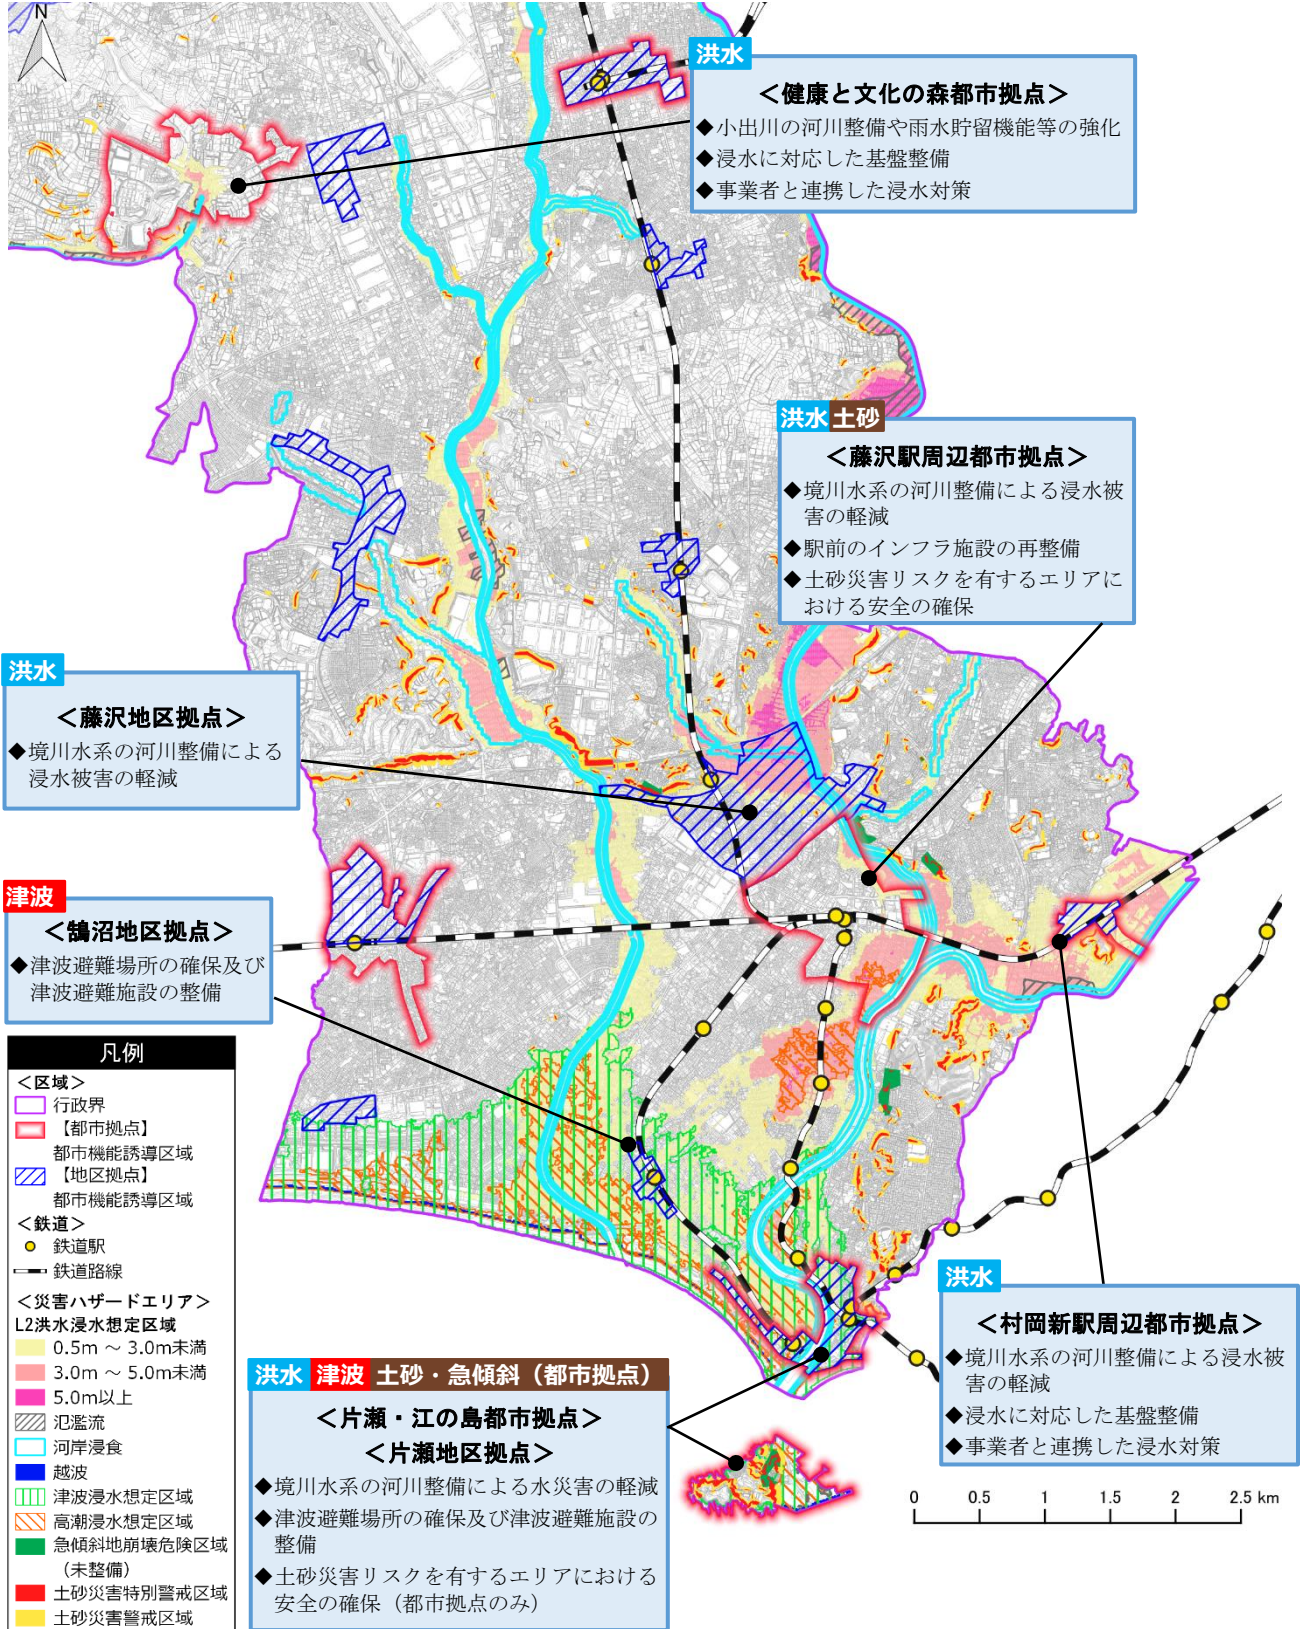 N
洪水
＜健康と文化の森都市拠点＞
◆小出川の河川整備や雨水貯留機能等の強化
◆浸水に対応した基盤整備
◆事業者と連携した浸水対策
洪水 土砂
＜藤沢駅周辺都市拠点＞
◆境川水系の河川整備による浸水被
害の軽減
◆駅前のインフラ施設の再整備
◆土砂災害リスクを有するエリアに
おける安全の確保
洪水
＜藤沢地区拠点＞
◆境川水系の河川整備による
浸水被害の軽減
津波
＜鵠沼地区拠点＞
◆津波避難場所の確保及び
津波避難施設の整備
凡例
＜区域＞
行政界
【都市拠点】
都市機能誘導区域
【地区拠点】
都市機能誘導区域
＜鉄道＞
鉄道駅
鉄道路線
＜災害ハザードエリア＞
L2洪水浸水想定区域
0.5m ～ 3.0m未満
3.0m ～ 5.0m未満
5.0m以上
氾濫流
河岸浸食
越波
津波浸水想定区域
高潮浸水想定区域
急傾斜地崩壊危険区域
（未整備）
土砂災害特別警戒区域
土砂災害警戒区域
洪水 津波 土砂・急傾斜（都市拠点）
＜片瀬・江の島都市拠点＞
＜片瀬地区拠点＞
◆境川水系の河川整備による水災害の軽減
◆津波避難場所の確保及び津波避難施設の
整備
◆土砂災害リスクを有するエリアにおける
安全の確保（都市拠点のみ）
洪水
＜村岡新駅周辺都市拠点＞
◆境川水系の河川整備による浸水被
害の軽減
◆浸水に対応した基盤整備
◆事業者と連携した浸水対策
0 0.5 1 1.5 2 2.5 km